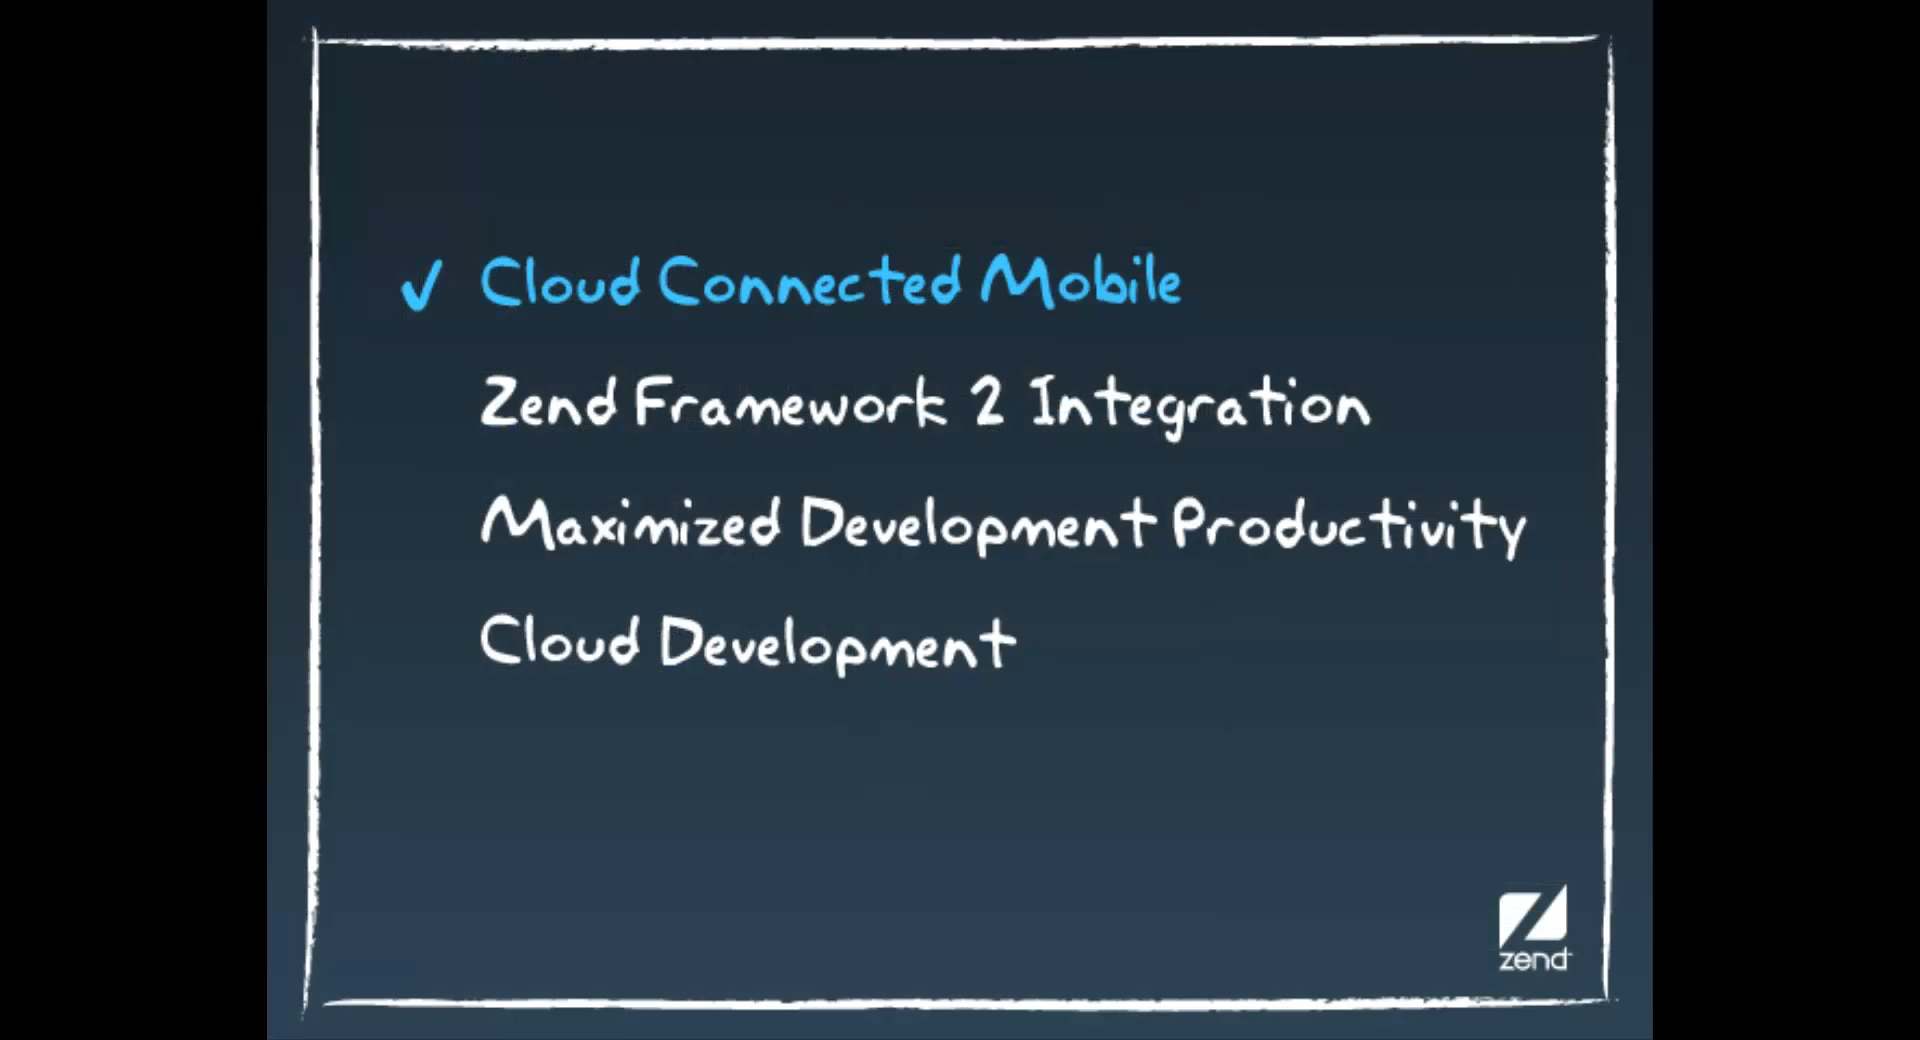 ✓ Cloud Connected Mobile
Zend Framework 2 Integration
Maximized Development Productivity
Cloud Development
zend